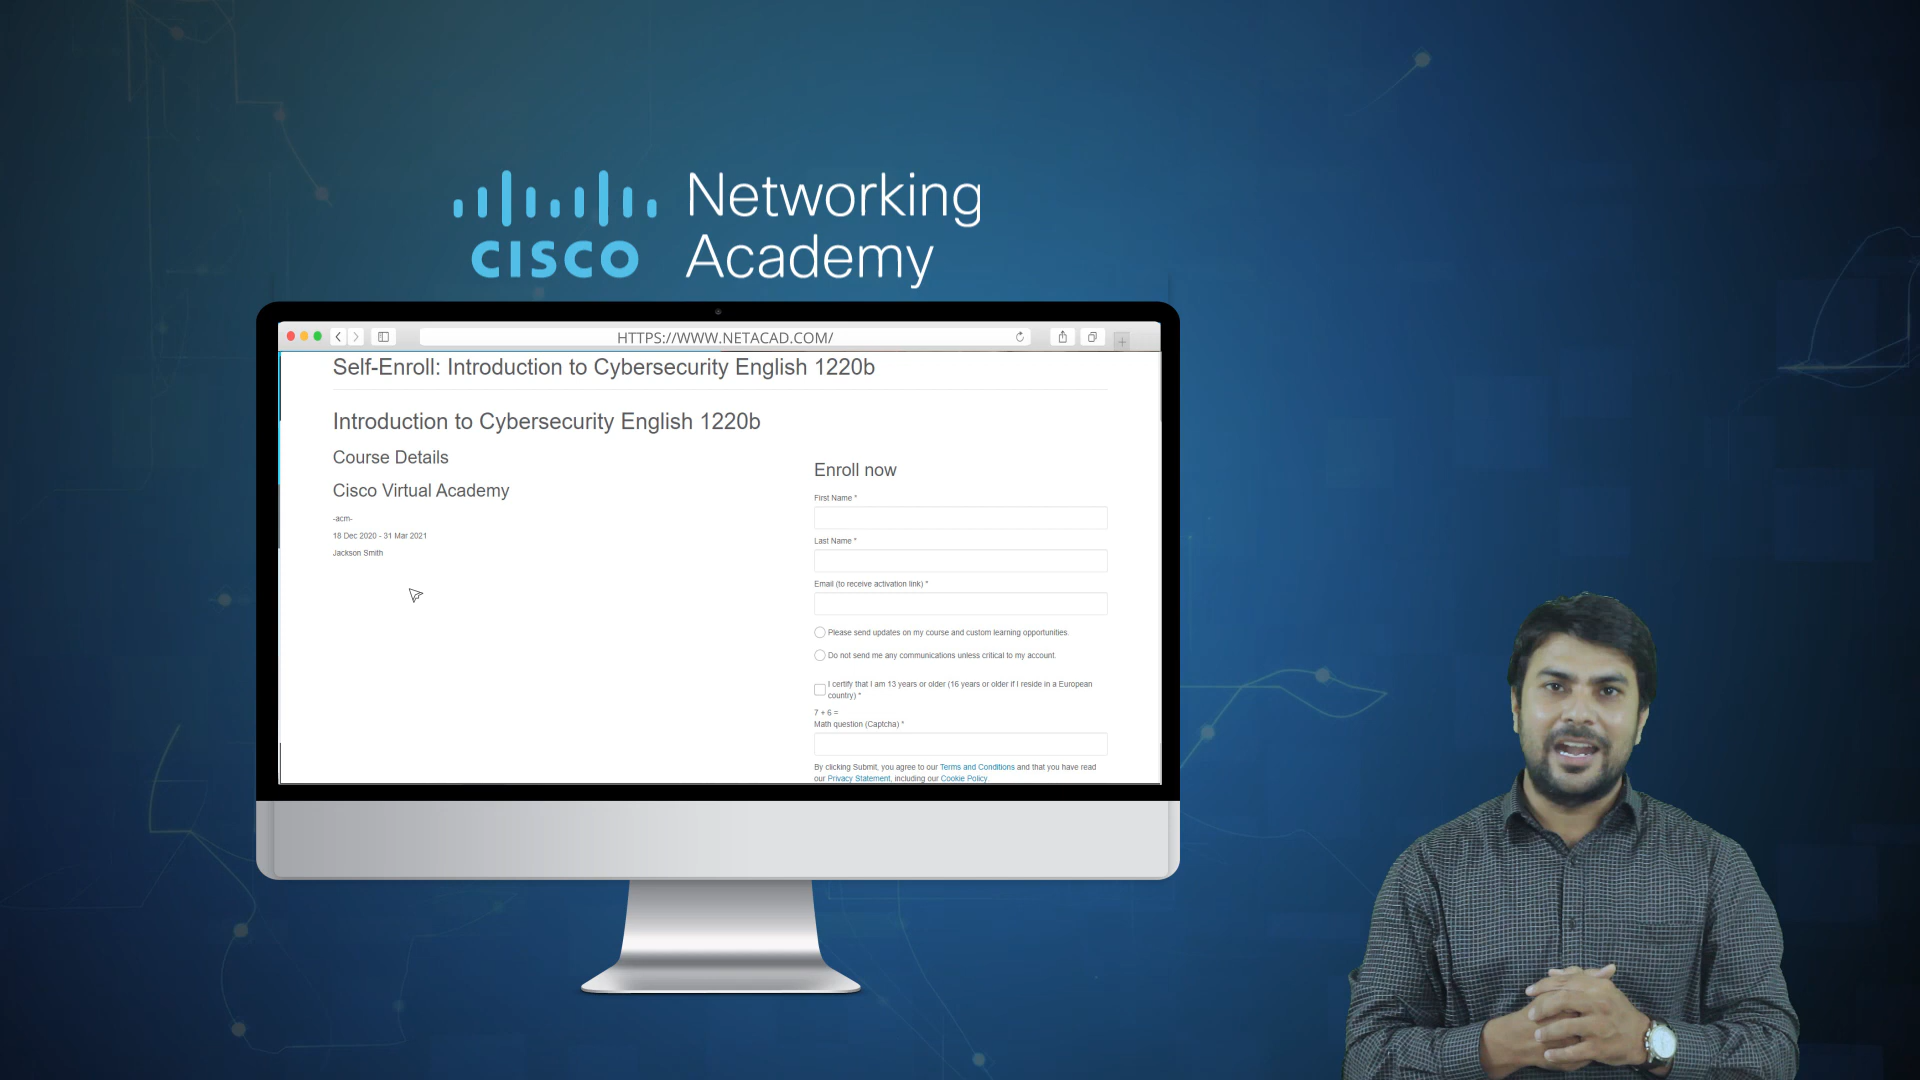 CISCO
Networking
Academy
HTTPS://WWW.NETACAD.COM/
Self-Enroll: Introduction to Cybersecurity English 1220b
Introduction to Cybersecurity English 1220b
Course Details
Cisco Virtual Academy
-acm-
18 Dec 2020 - 31 Mar 2021
Jackson Smith
Enroll now
First Name *
Last Name *
Email (to receive activation link) *
Please send updates on my course and custom learning opportunities.
Do not send me any communications unless critical to my account.
I certify that I am 13 years or older (16 years or older if I reside in a European
country) *
7 + 6 =
Math question (Captcha) *
By clicking Submit, you agree to our Terms and Conditions and that you have read
our Privacy Statement, including our Cookie Policy.